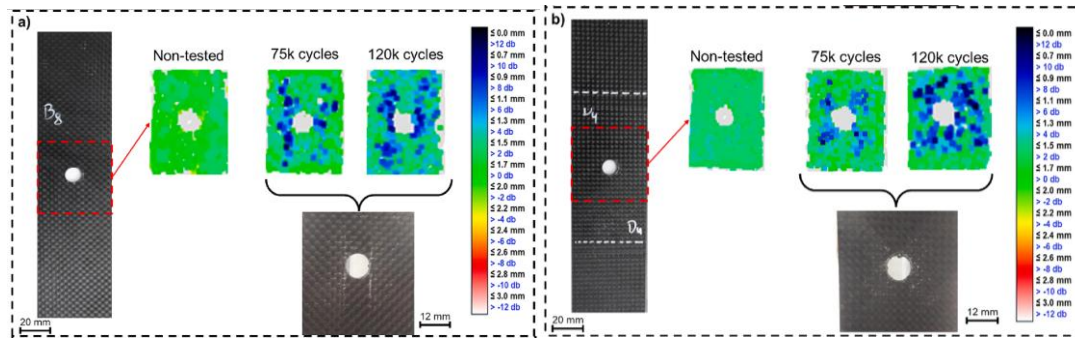 a)
Non-tested
75k cycles
120k cycles
B8
20 mm
12 mm
≤ 0.0 mm
>12 db
≤ 0.7 mm
> 10 db
≤ 0.9 mm
> 8 db
≤ 1.1 mm
> 6 db
≤ 1.3 mm
> 4 db
≤ 1.5 mm
> 2 db
≤ 1.7 mm
> 0 db
≤ 2.0 mm
> -2 db
≤ 2.2 mm
> -4 db
≤ 2.4 mm
> -6 db
≤ 2.6 mm
> -8 db
≤ 2.8 mm
> -10 db
≤ 3.0 mm
> -12 db
b)
Non-tested
75k cycles
120k cycles
D4
20 mm
12 mm
≤ 0.0 mm
>12 db
≤ 0.7 mm
> 10 db
≤ 0.9 mm
> 8 db
≤ 1.1 mm
> 6 db
≤ 1.3 mm
> 4 db
≤ 1.5 mm
> 2 db
≤ 1.7 mm
> 0 db
≤ 2.0 mm
> -2 db
≤ 2.2 mm
> -4 db
≤ 2.4 mm
> -6 db
≤ 2.6 mm
> -8 db
≤ 2.8 mm
> -10 db
≤ 3.0 mm
> -12 db